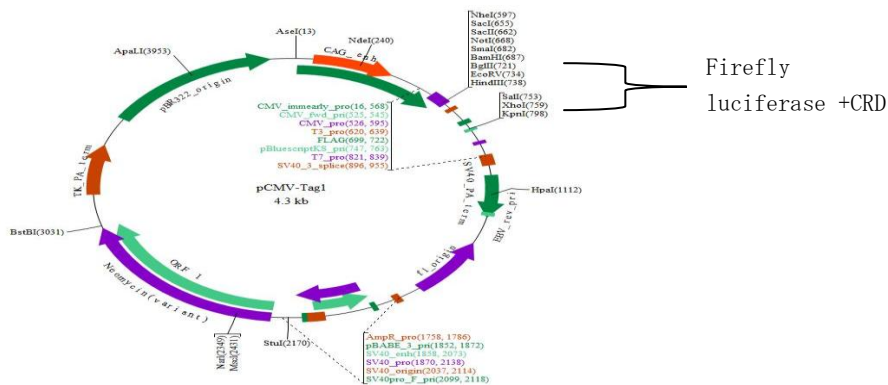 AseI(13)
NdeI(240)
CAG_enh
ApaLI(3953)
pBR322_origin
NheI(597)
SacI(655)
SacII(662)
NotI(668)
SmaI(682)
BamHI(687)
BglII(721)
EcoRV(734)
HindIII(738)
SalI(753)
XhoI(759)
KpnI(798)
Firefly
luciferase +CRD
CMV_immearly_pro(16, 568)
CMV_fwd_pri(525, 545)
CMV_pro(526, 595)
T3_pro(620, 639)
FLAG(699, 722)
pBluescriptKS_pri(747, 763)
T7_pro(821, 839)
SV40_3_splice(896, 955)
TK_PA_term
pCMV-Tag1
4.3 kb
SV40_PA_term
HpaI(1112)
EBV_rev_pri
BstBI(3031)
f1_origin
ORF 1
Neomycin(variant)
NarI(2349)
MscI(2431)
StuI(2170)
AmpR_pro(1758, 1786)
pBABE_3_pri(1852, 1872)
SV40_enh(1858, 2073)
SV40_pro(1870, 2138)
SV40_origin(2037, 2114)
SV40pro_F_pri(2099, 2118)